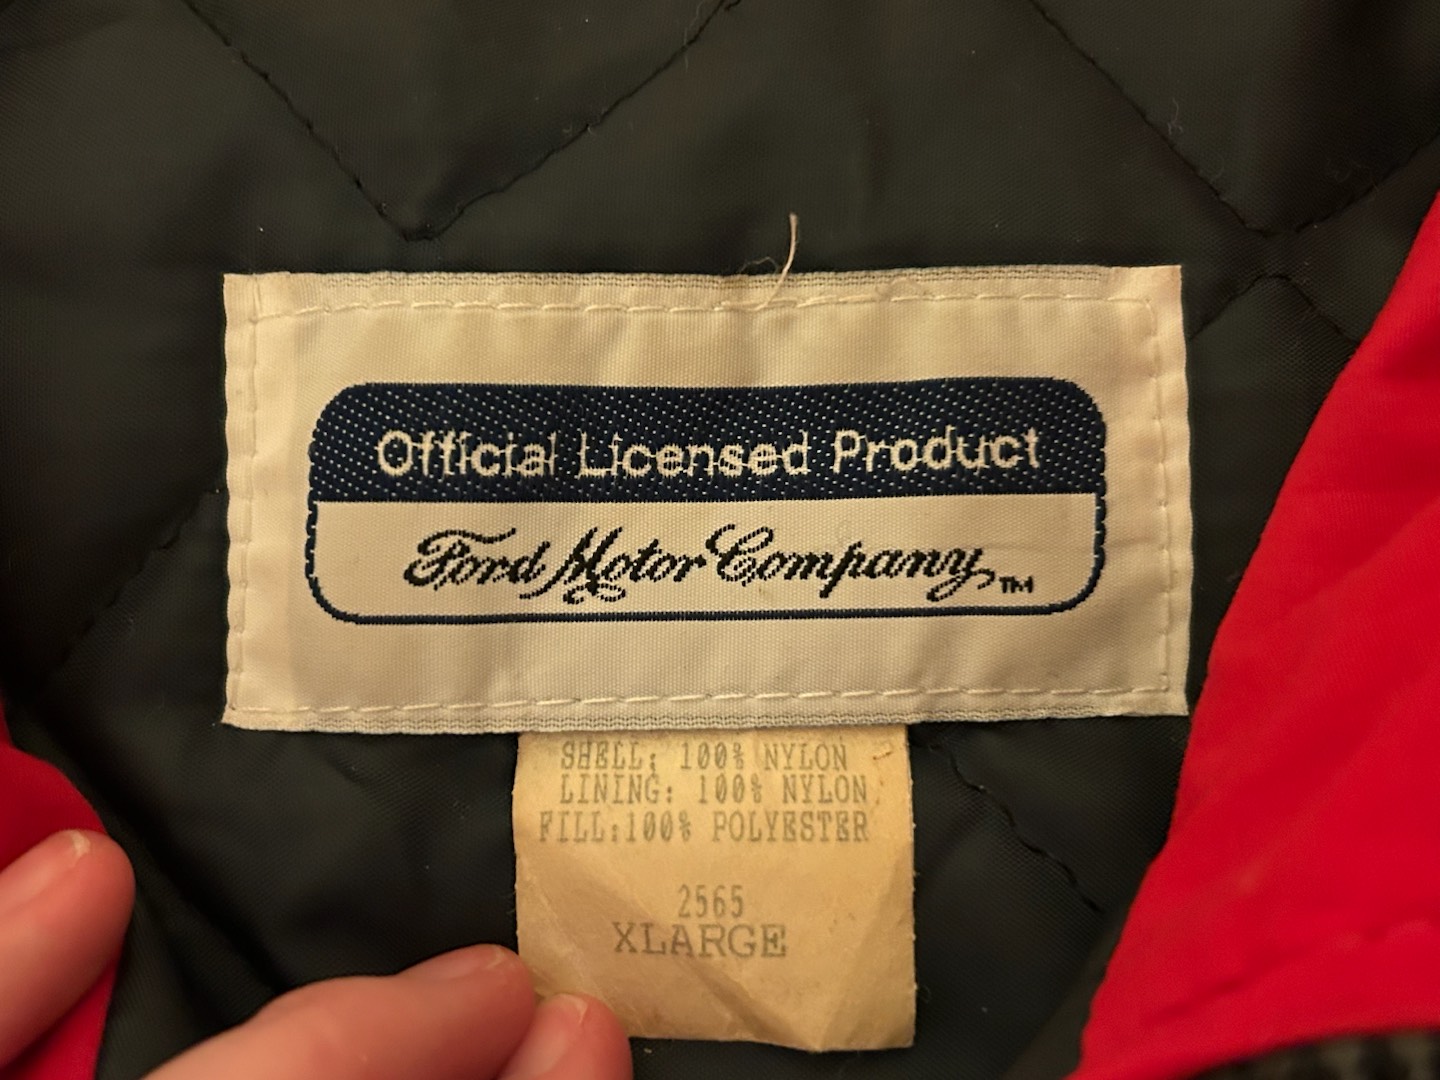 Official Licensed Product
Ford Motor Company™
SHELL: 100% NYLON
LINING: 100% NYLON
FILL:100% POLYESTER
2565
XLARGE